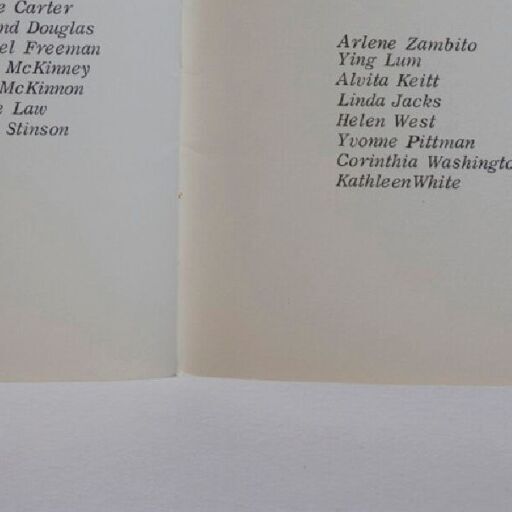 e Carter
nd Douglas
el Freeman
McKinney
McKinnon
e Law
Stinson
Arlene Zambito
Ying Lum
Alvita Keitt
Linda Jacks
Helen West
Yvonne Pittman
Corinthia Washingto
KathleenWhite